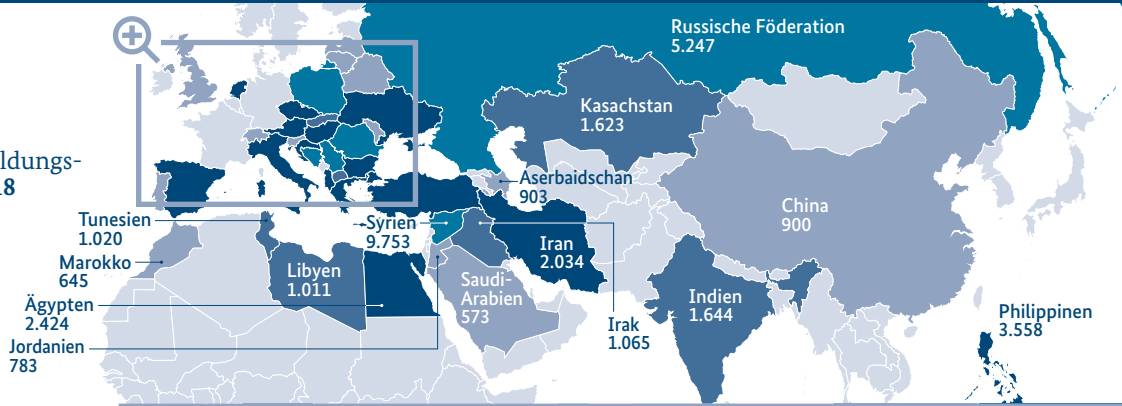 Russische Föderation
5.247
Kasachstan
1.623
ldungs-
18
Aserbaidschan
903
China
900
Tunesien
1.020
Syrien
9.753
Marokko
645
Iran
2.034
Libyen
1.011
Saudi-
Arabien
573
Indien
1.644
Ägypten
2.424
Irak
1.065
Philippinen
3.558
Jordanien
783